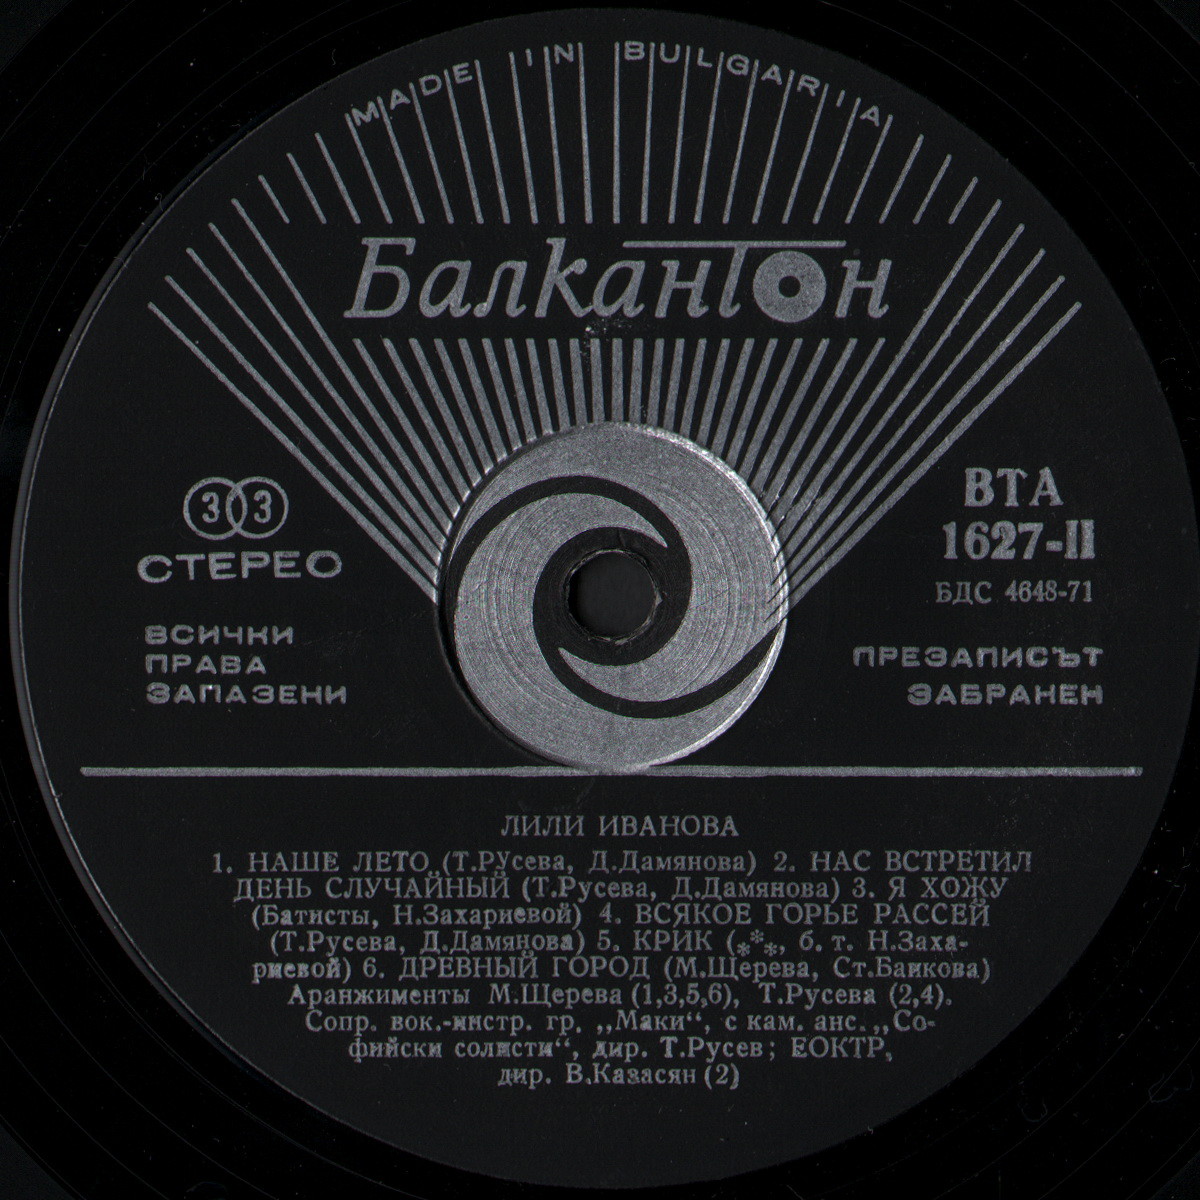 MADE IN BULGARIA
Балкантон
33
СТЕРЕО
ВСИЧКИ
ПРАВА
ЗАПАЗЕНИ
ВТА
1627-II
БДС 4648-71
ПРЕЗАПИСЪТ
ЗАБРАНЕН
ЛИЛИ ИВАНОВА
1. НАШЕ ЛЕТО (Т.Русева, Д.Дамянова) 2. НАС ВСТРЕТИЛ
ДЕНЬ СЛУЧАЙНЫЙ (Т.Русева, Д.Дамянова) 3. Я ХОЖУ
(Батисты, Н.Захариевой) 4. ВСЯКОЕ ГОРЬЕ РАССЕЙ
(Т.Русева, Д.Дамянова) 5. КРИК (***, б. т. Н.Заха-
риевой) 6. ДРЕВНЫЙ ГОРОД (М.Щерева, Ст.Банкова)
Аранжименты М.Щерева (1,3,5,6), Т.Русева (2,4).
Сопр. вок.-инстр. гр. „Маки“, с кам. анс. „Со-
фийски солисти“, дир. Т.Русев; ЕОКТР,
дир. В.Казасян (2)